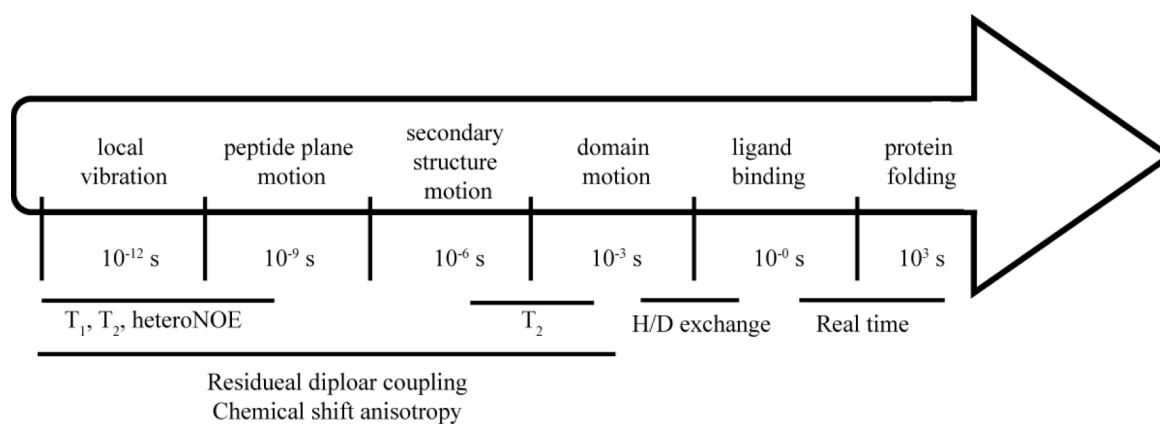 local vibration
peptide plane motion
secondary structure motion
domain motion
ligand binding
protein folding
10⁻¹² s
10⁻⁹ s
10⁻⁶ s
10⁻³ s
10⁻⁰ s
10³ s
T₁, T₂, heteroNOE
T₂
H/D exchange
Real time
Residueal diploar coupling
Chemical shift anisotropy